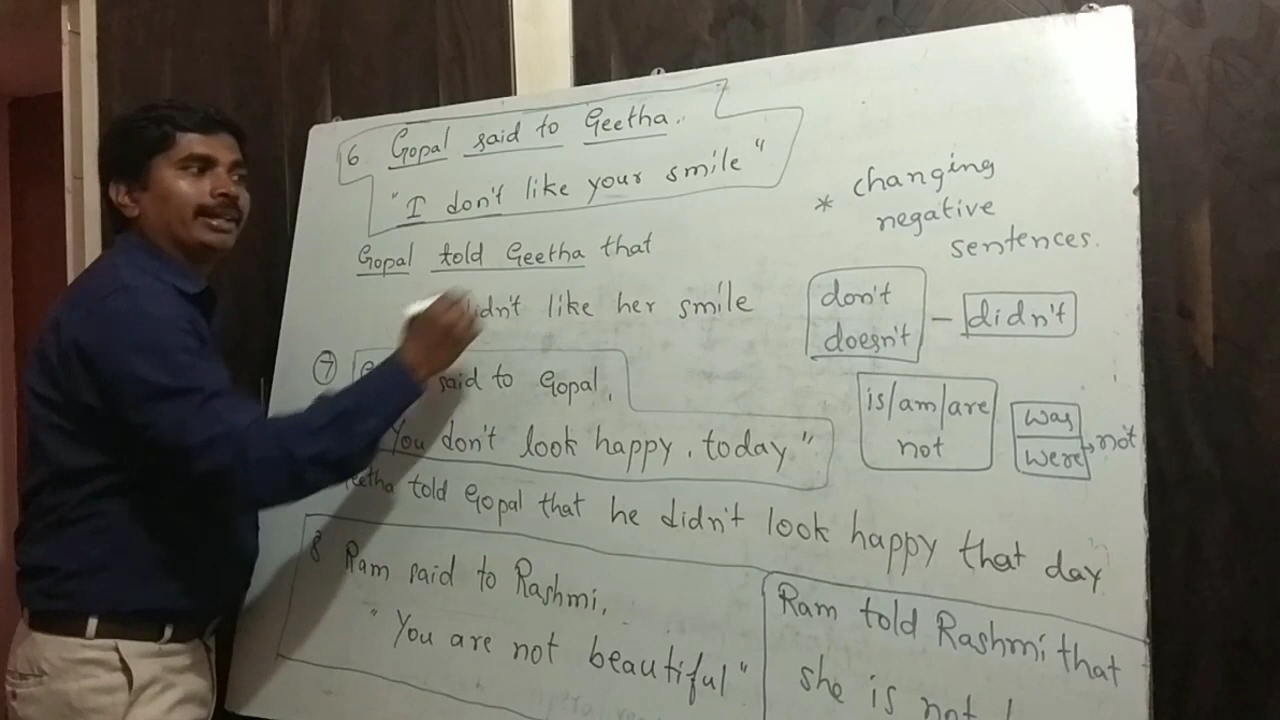 6 Gopal said to Geetha.
"I don't like your smile"
Gopal told Geetha that
didn't like her smile
* changing
negative
sentences.
don't
doesn't - didn't
is/am/are
not
was
were not
7 said to Gopal,
You don't look happy. today"
told Gopal that he didn't look happy that day
8 Ram said to Rashmi,
"You are not beautiful"
Ram told Rashmi that
she is not